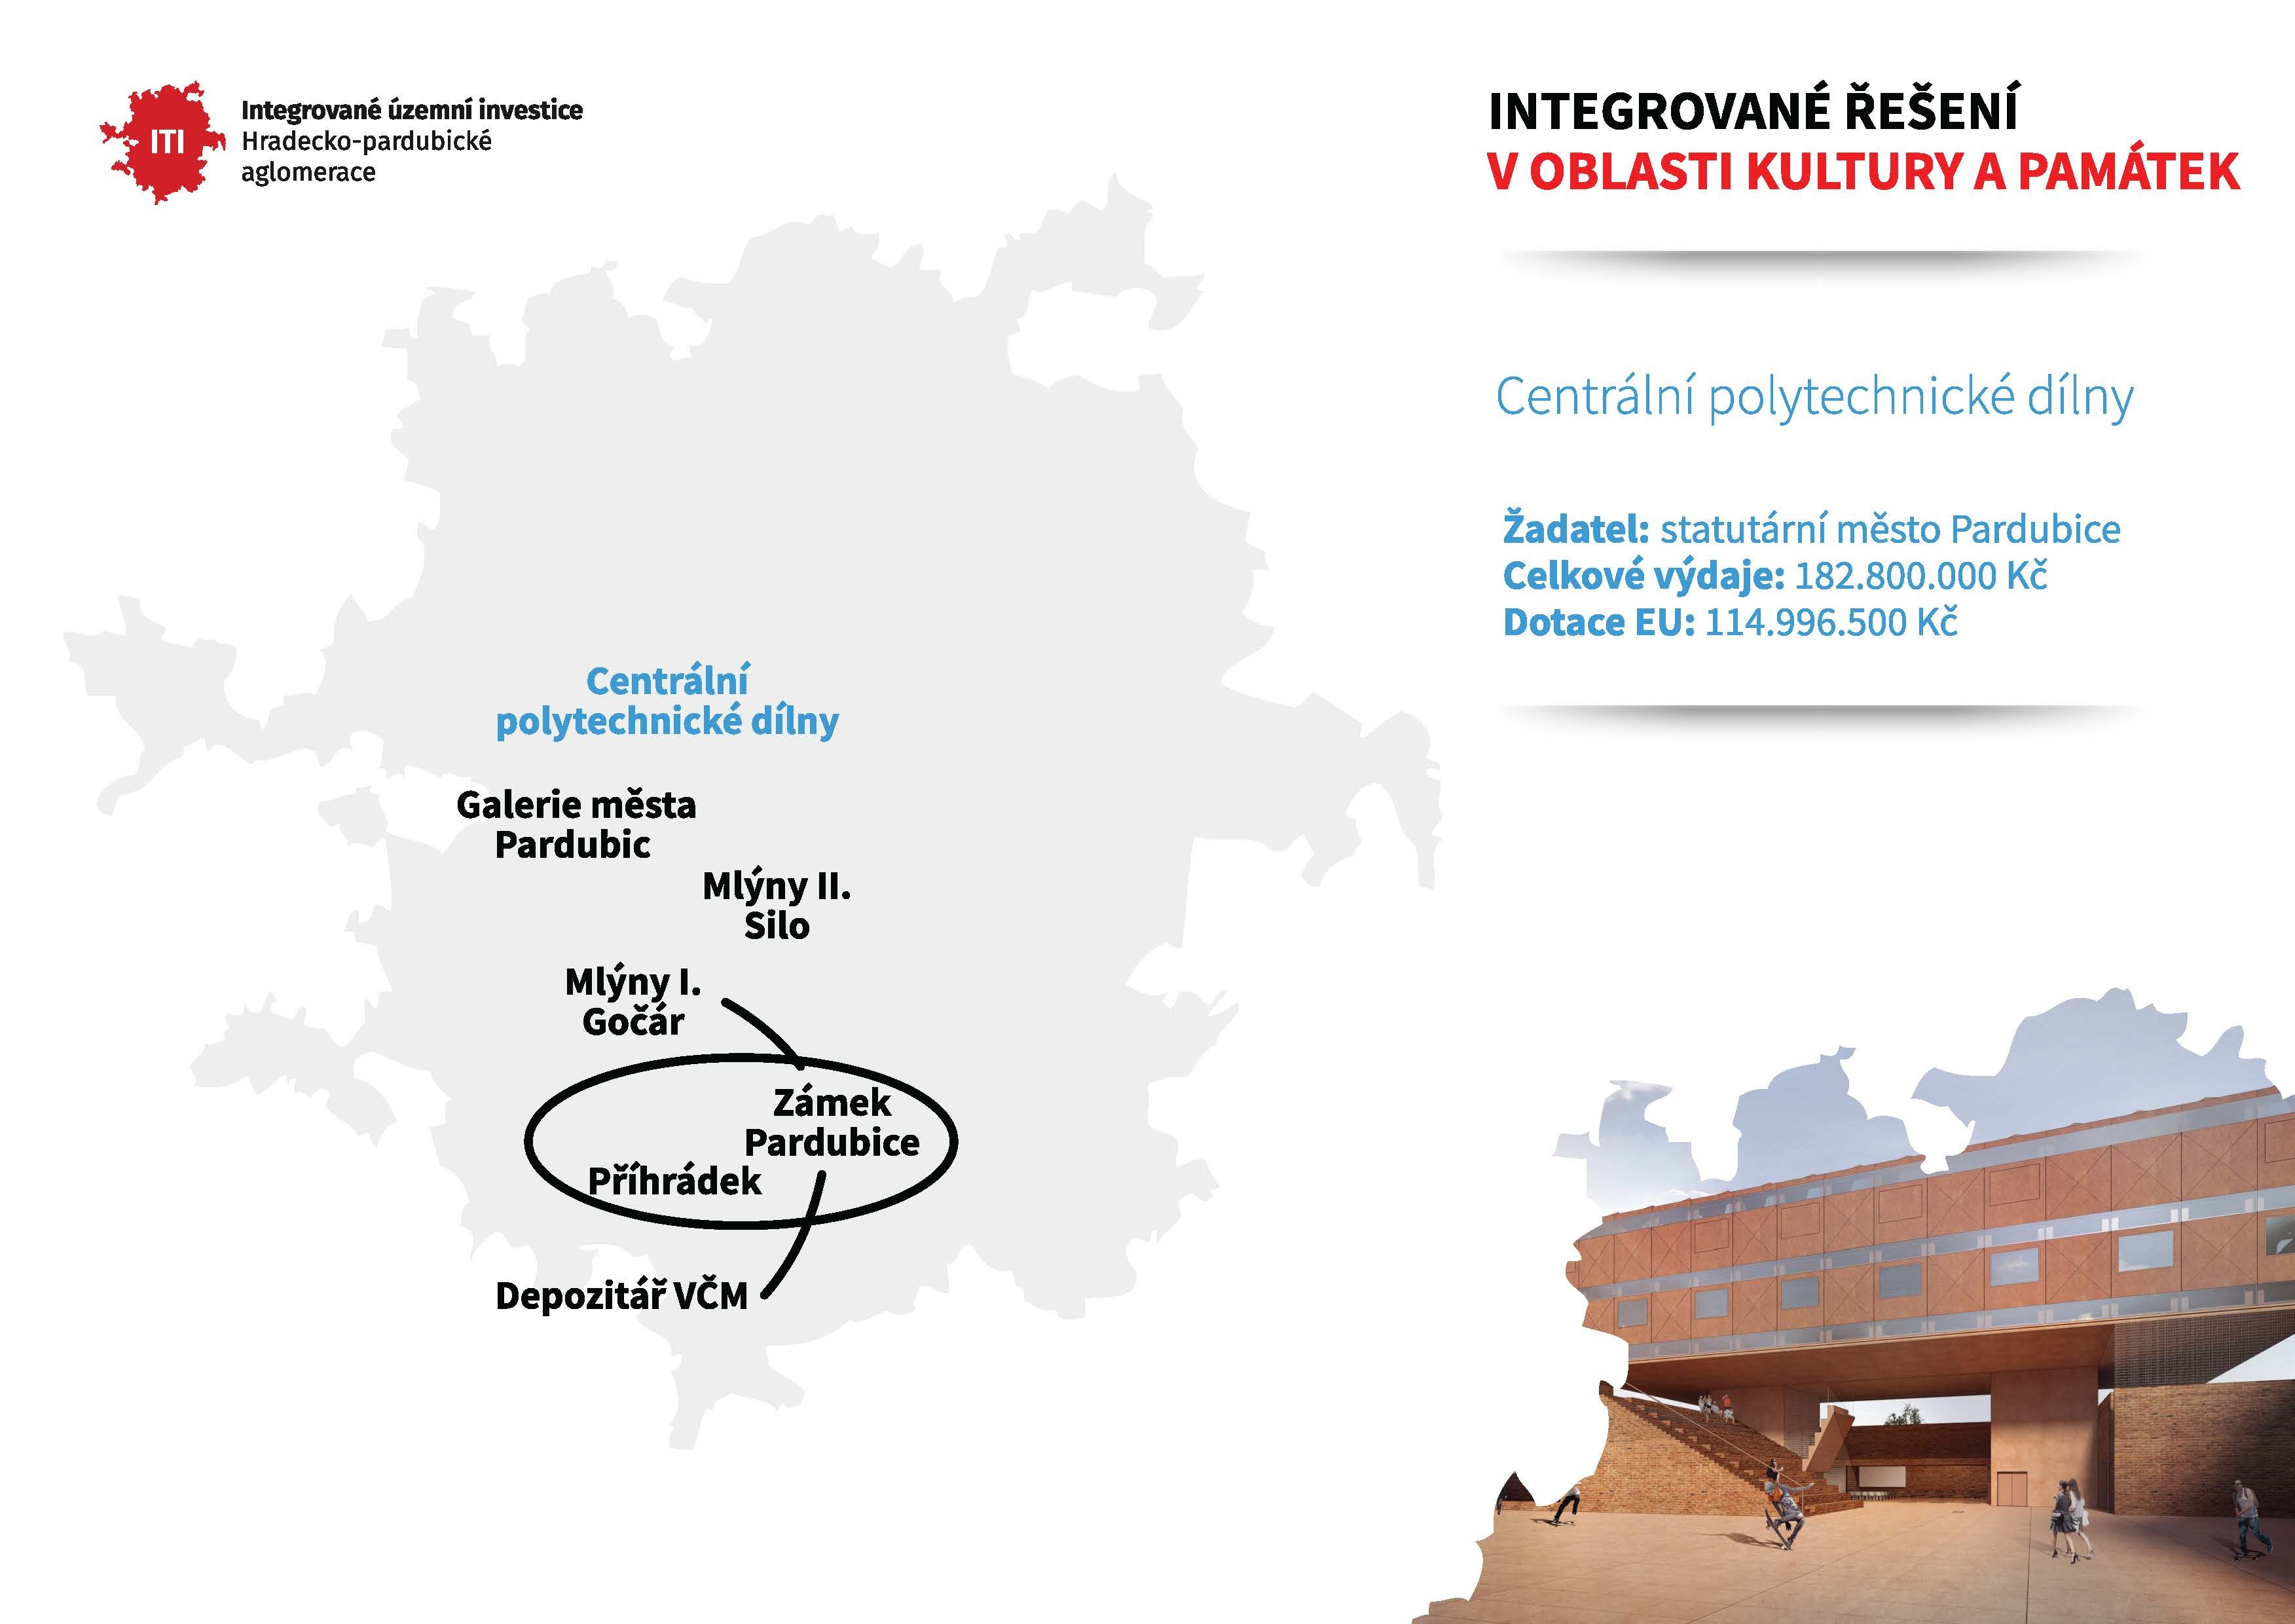 ITI
Integrované územní investice
Hradecko-pardubické
aglomerace
INTEGROVANÉ ŘEŠENÍ
V OBLASTI KULTURY A PAMÁTEK
Centrální polytechnické dílny
Žadatel: statutární město Pardubice
Celkové výdaje: 182.800.000 Kč
Dotace EU: 114.996.500 Kč
Centrální
polytechnické dílny
Galerie města
Pardubic
Mlýny II.
Silo
Mlýny I.
Gočár
Zámek
Pardubice
Příhrádek
Depozitář VČM